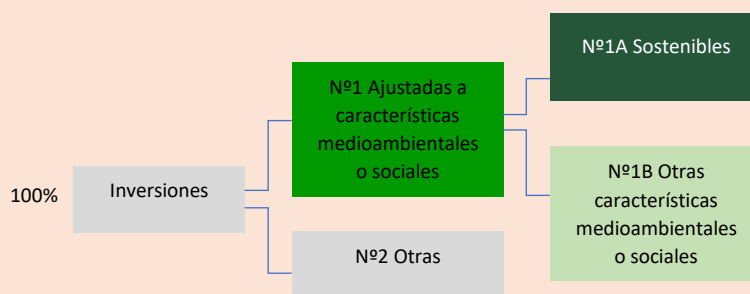 100%
Inversiones
Nº1 Ajustadas a
características
medioambientales
o sociales
Nº2 Otras
Nº1A Sostenibles
Nº1B Otras
características
medioambientales
o sociales